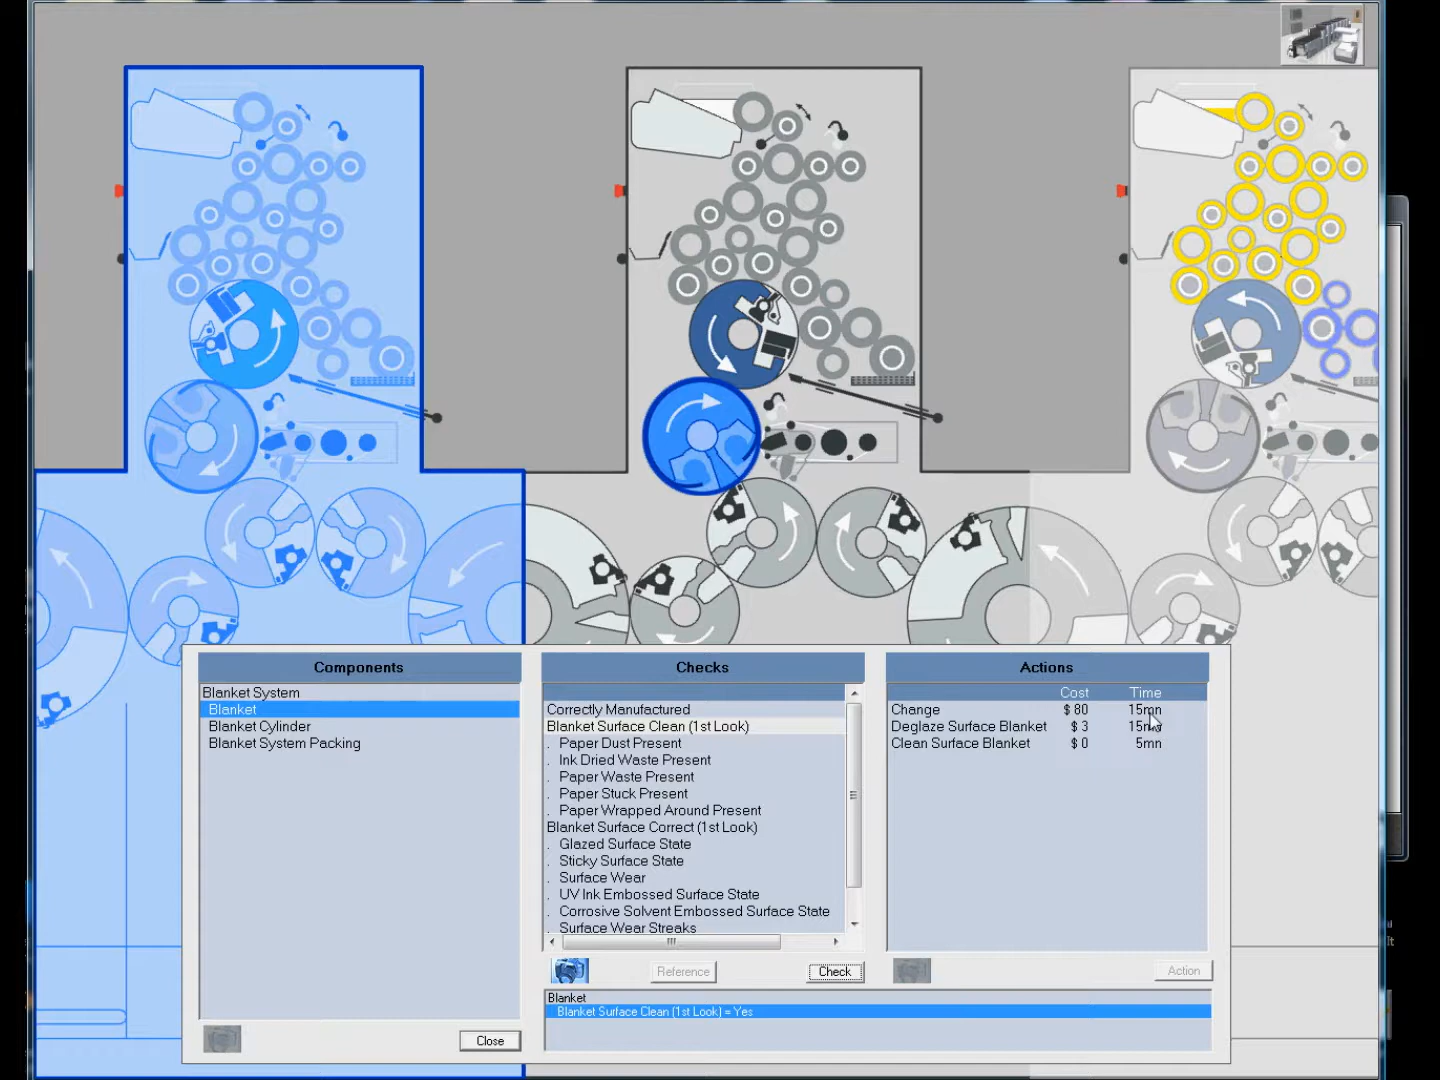 Components
Blanket System
Blanket
Blanket Cylinder
Blanket System Packing
Close
Checks
Correctly Manufactured
Blanket Surface Clean (1st Look)
. Paper Dust Present
. Ink Dried Waste Present
. Paper Waste Present
. Paper Stuck Present
. Paper Wrapped Around Present
Blanket Surface Correct (1st Look)
. Glazed Surface State
. Sticky Surface State
. Surface Wear
. UV Ink Embossed Surface State
. Corrosive Solvent Embossed Surface State
. Surface Wear Streaks
Reference
Check
Actions
Cost Time
Change $ 80 15mn
Deglaze Surface Blanket $ 3 15mn
Clean Surface Blanket $ 0 5mn
Action
Blanket
Blanket Surface Clean (1st Look) = Yes